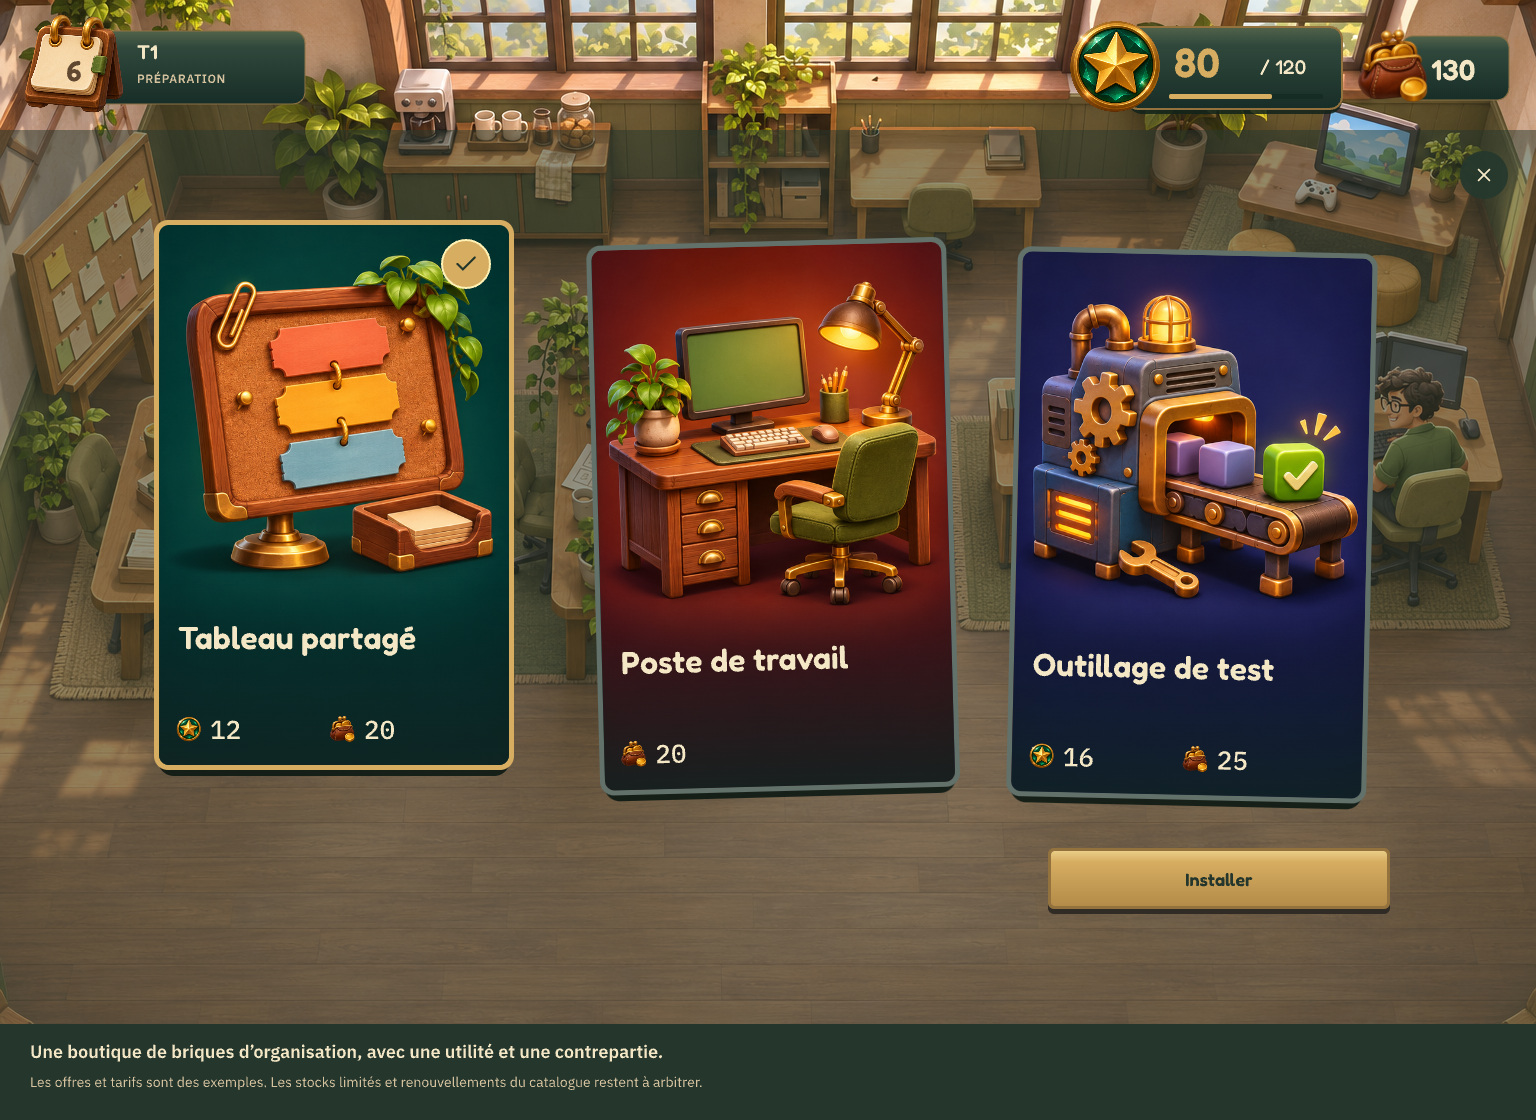 6
T1
PRÉPARATION
80 / 120
130
Tableau partagé
12 20
Poste de travail
20
Outillage de test
16 25
Installer
Une boutique de briques d’organisation, avec une utilité et une contrepartie.
Les offres et tarifs sont des exemples. Les stocks limités et renouvellements du catalogue restent à arbitrer.